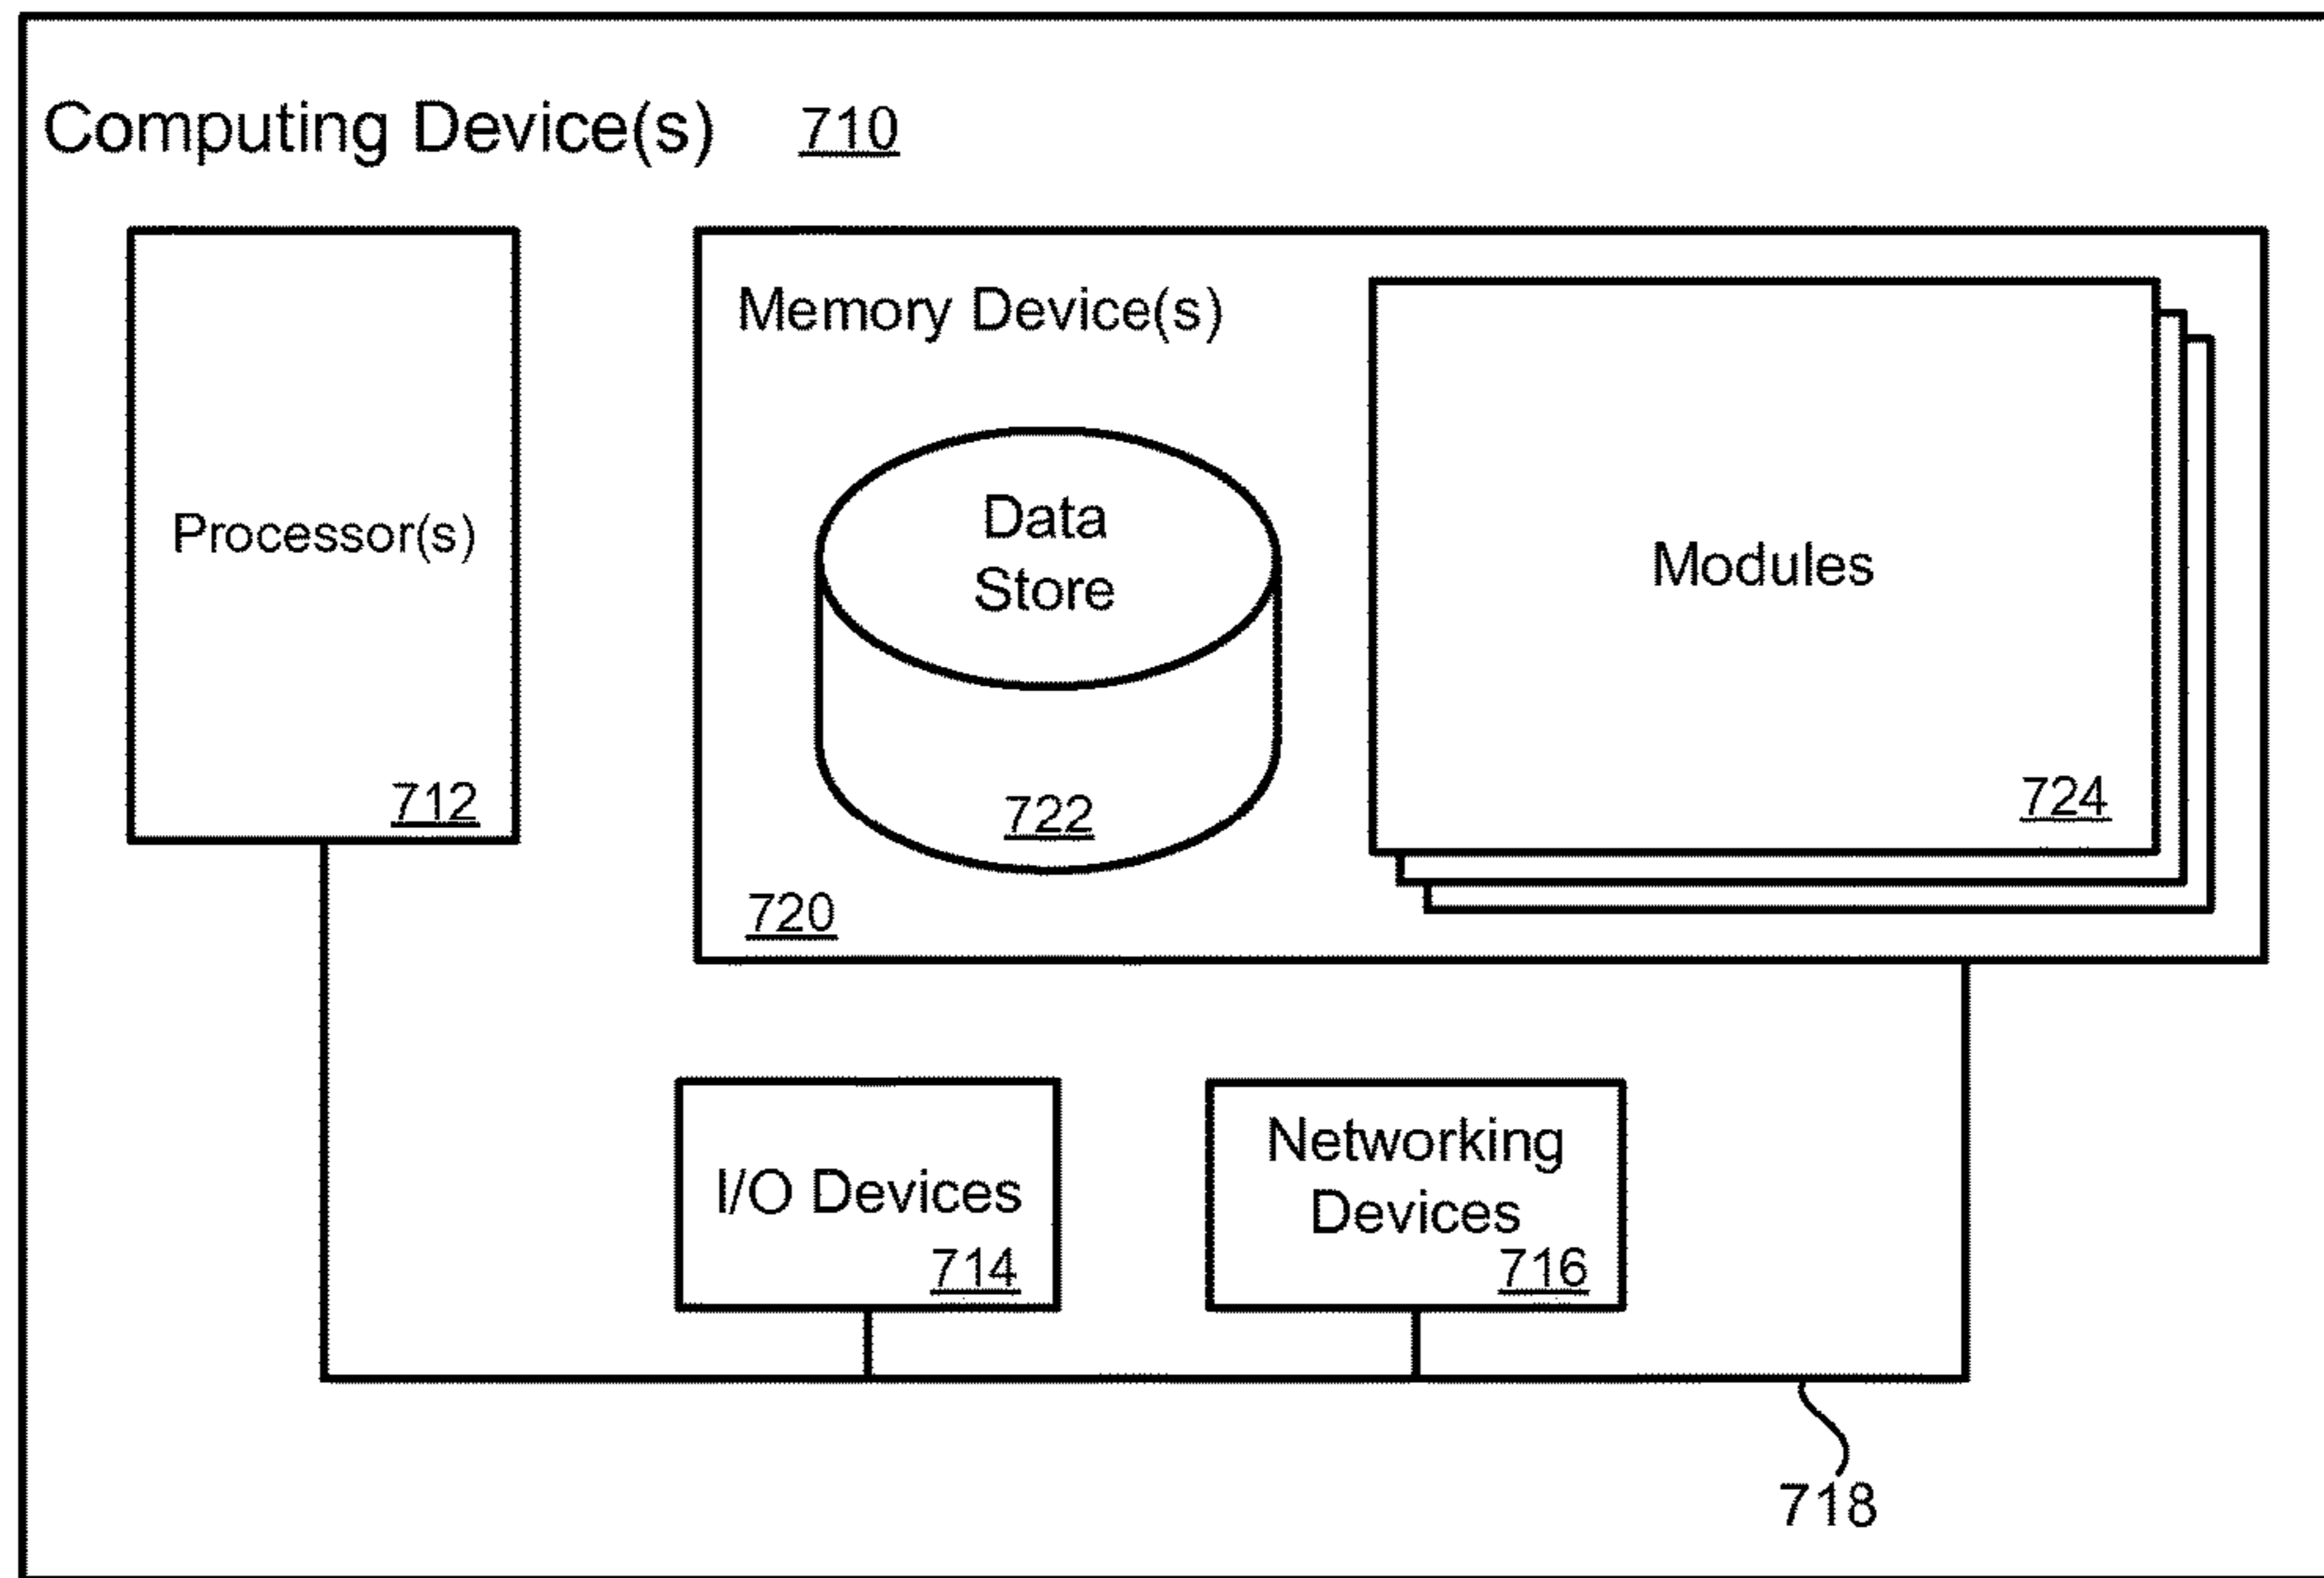 Computing Device(s) 710
Processor(s)
712
Memory Device(s)
Data
Store
722
720
Modules
724
I/O Devices
714
Networking
Devices
716
718